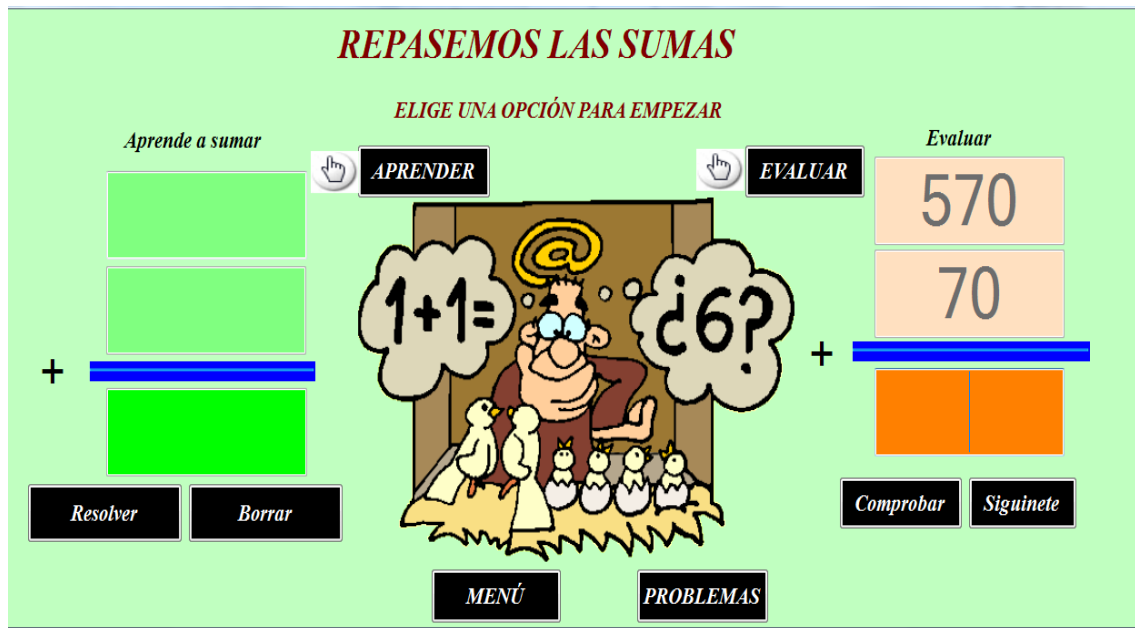 REPASEMOS LAS SUMAS
ELIGE UNA OPCIÓN PARA EMPEZAR
Aprende a sumar
APRENDER
EVALUAR
Evaluar
570
70
+
+
1+1=
¿6?
@
Resolver
Borrar
Comprobar
Siguinete
MENÚ
PROBLEMAS